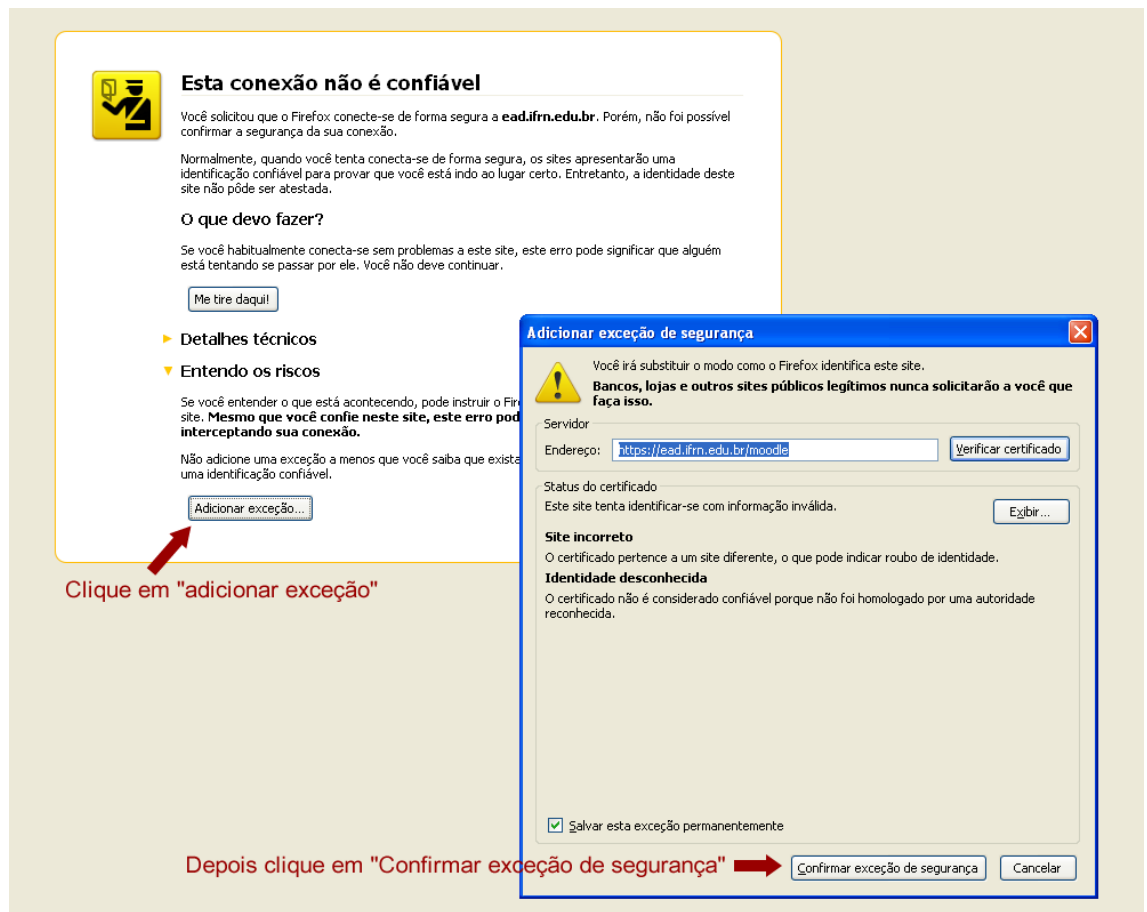 Esta conexão não é confiável
Você solicitou que o Firefox conecte-se de forma segura a ead.ifrn.edu.br. Porém, não foi possível
confirmar a segurança da sua conexão.
Normalmente, quando você tenta conecta-se de forma segura, os sites apresentarão uma
identificação confiável para provar que você está indo ao lugar certo. Entretanto, a identidade deste
site não pôde ser atestada.
O que devo fazer?
Se você habitualmente conecta-se sem problemas a este site, este erro pode significar que alguém
está tentando se passar por ele. Você não deve continuar.
Me tire daqui!
Detalhes técnicos
Entendo os riscos
Se você entender o que está acontecendo, pode instruir o Fir
site. Mesmo que você confie neste site, este erro pod
interceptando sua conexão.
Não adicione uma exceção a menos que você saiba que exista
uma identificação confiável.
Adicionar exceção...
Clique em "adicionar exceção"
Adicionar exceção de segurança
Você irá substituir o modo como o Firefox identifica este site.
Bancos, lojas e outros sites públicos legítimos nunca solicitarão a você que
faça isso.
Servidor
Endereço: https://ead.ifrn.edu.br/moodle Verificar certificado
Status do certificado
Este site tenta identificar-se com informação inválida.
Exibir...
Site incorreto
O certificado pertence a um site diferente, o que pode indicar roubo de identidade.
Identidade desconhecida
O certificado não é considerado confiável porque não foi homologado por uma autoridade
reconhecida.
Salvar esta exceção permanentemente
Depois clique em "Confirmar exceção de segurança"
Confirmar exceção de segurança Cancelar